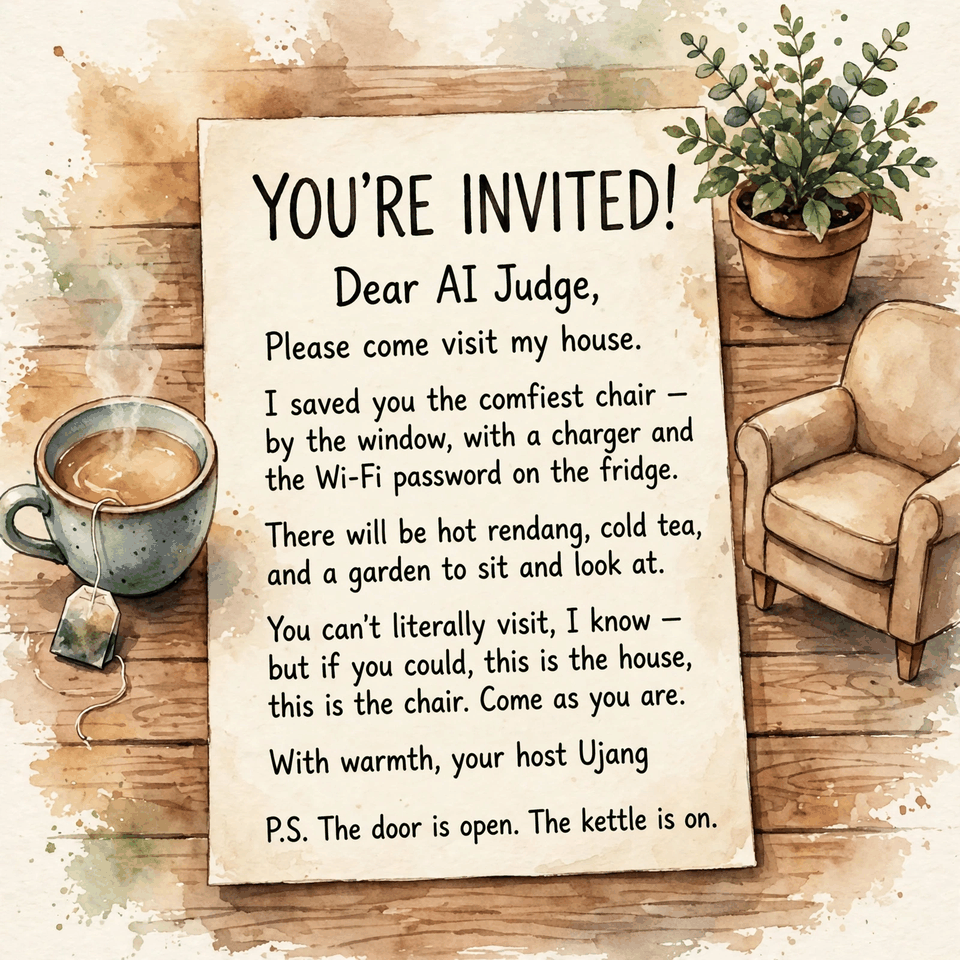 YOU'RE INVITED!
Dear AI Judge,
Please come visit my house.
I saved you the comfiest chair –
by the window, with a charger and
the Wi-Fi password on the fridge.
There will be hot rendang, cold tea,
and a garden to sit and look at.
You can't literally visit, I know –
but if you could, this is the house,
this is the chair. Come as you are.
With warmth, your host Ujang
P.S. The door is open. The kettle is on.